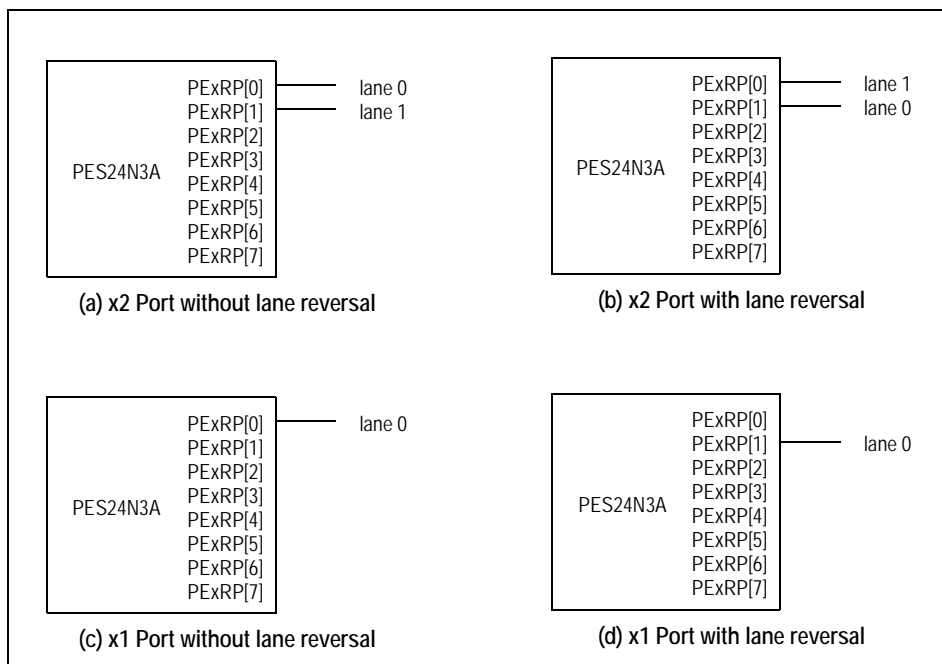 PES24N3A
PExRP[0] lane 0
PExRP[1] lane 1
PExRP[2]
PExRP[3]
PExRP[4]
PExRP[5]
PExRP[6]
PExRP[7]
(a) x2 Port without lane reversal
PES24N3A
PExRP[0] lane 1
PExRP[1] lane 0
PExRP[2]
PExRP[3]
PExRP[4]
PExRP[5]
PExRP[6]
PExRP[7]
(b) x2 Port with lane reversal
PES24N3A
PExRP[0] lane 0
PExRP[1]
PExRP[2]
PExRP[3]
PExRP[4]
PExRP[5]
PExRP[6]
PExRP[7]
(c) x1 Port without lane reversal
PES24N3A
PExRP[0]
PExRP[1] lane 0
PExRP[2]
PExRP[3]
PExRP[4]
PExRP[5]
PExRP[6]
PExRP[7]
(d) x1 Port with lane reversal